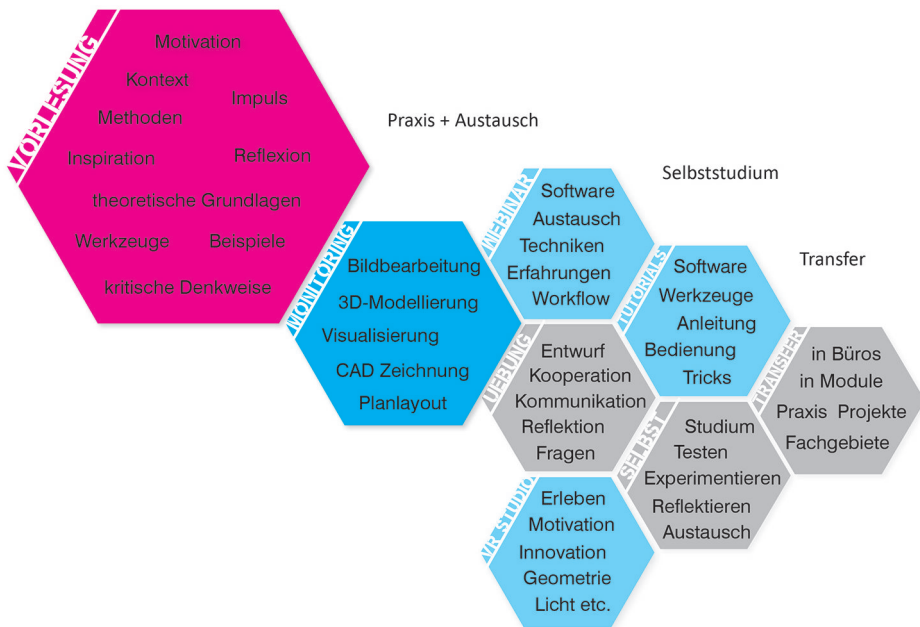 VORLESUNG
Motivation
Kontext
Impuls
Methoden
Inspiration
Reflexion
theoretische Grundlagen
Werkzeuge
Beispiele
kritische Denkweise
Praxis + Austausch
MONITORING
Bildbearbeitung
3D-Modellierung
Visualisierung
CAD Zeichnung
Planlayout
WEBINAR
Software
Austausch
Techniken
Erfahrungen
Workflow
UEBUNG
Entwurf
Kooperation
Kommunikation
Reflektion
Fragen
VR STUDIO
Erleben
Motivation
Innovation
Geometrie
Licht etc.
Selbststudium
TUTORIALS
Software
Werkzeuge
Anleitung
Bedienung
Tricks
SELBST
Studium
Testen
Experimentieren
Reflektieren
Austausch
Transfer
TRANSFER
in Büros
in Module
Praxis Projekte
Fachgebiete